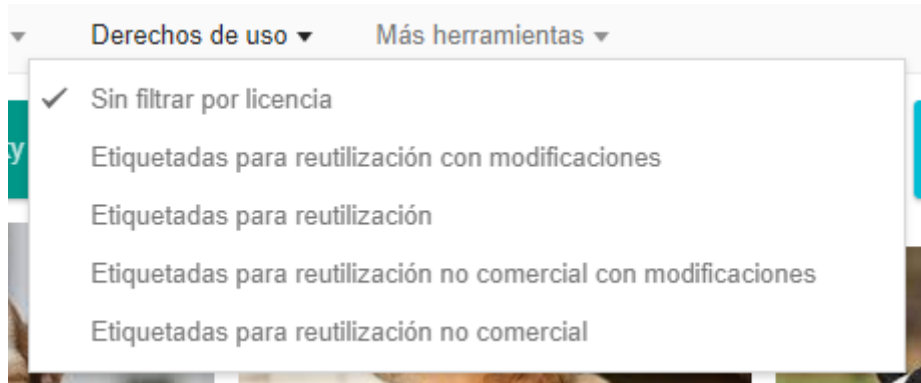 Derechos de uso Más herramientas
Sin filtrar por licencia
Etiquetadas para reutilización con modificaciones
Etiquetadas para reutilización
Etiquetadas para reutilización no comercial con modificaciones
Etiquetadas para reutilización no comercial